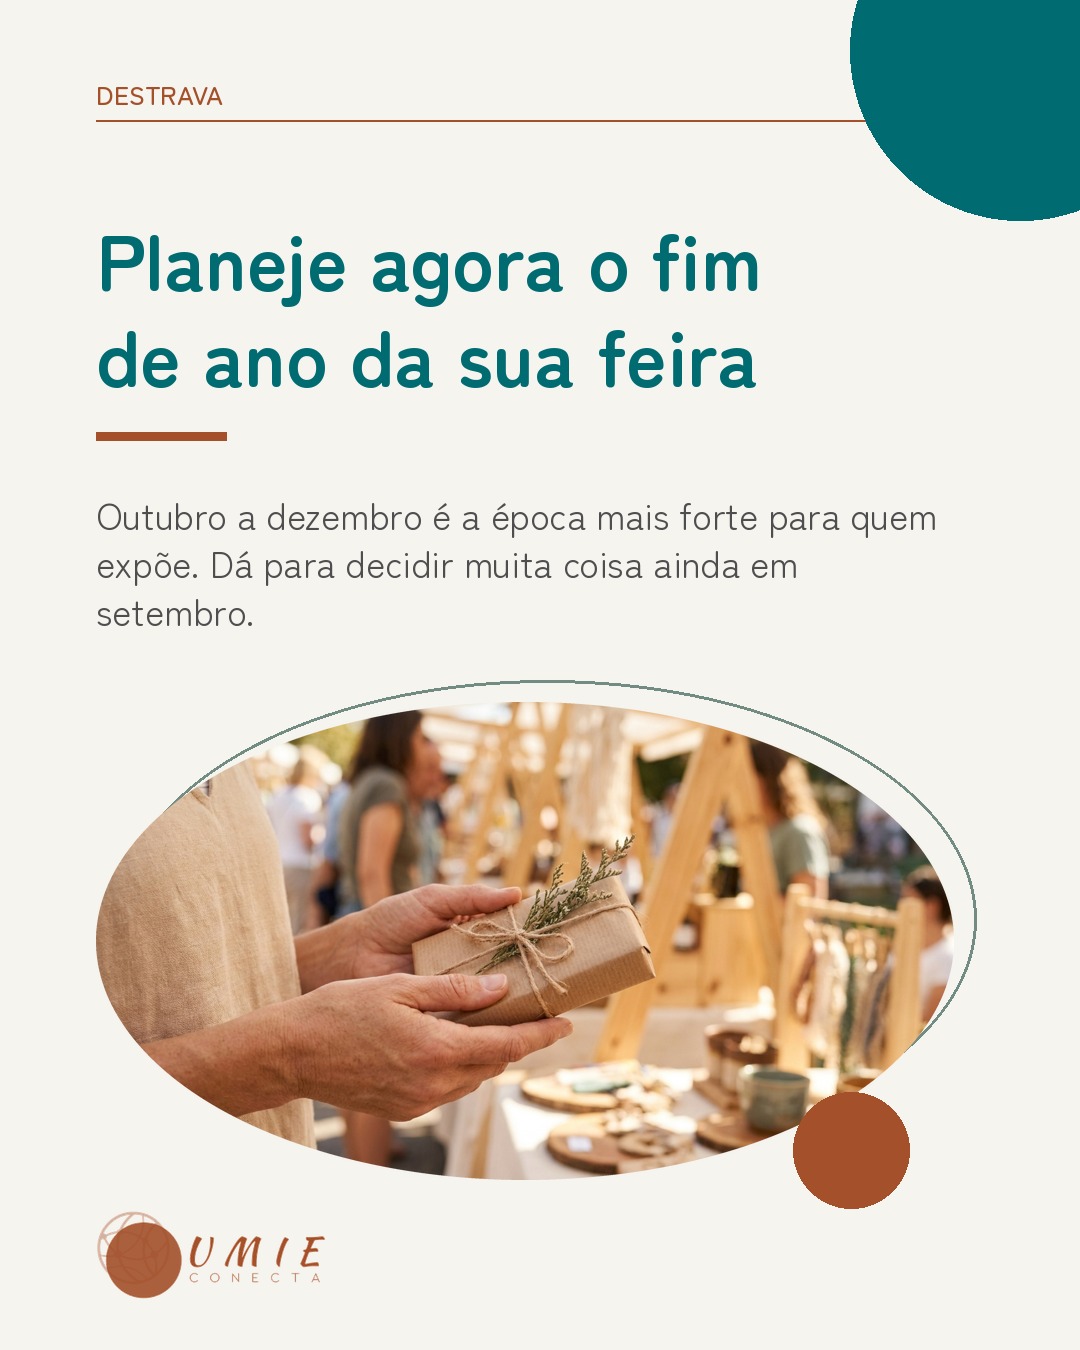 DESTRAVA
Planeje agora o fim
de ano da sua feira
Outubro a dezembro é a época mais forte para quem
expõe. Dá para decidir muita coisa ainda em
setembro.
UMIE
CONECTA